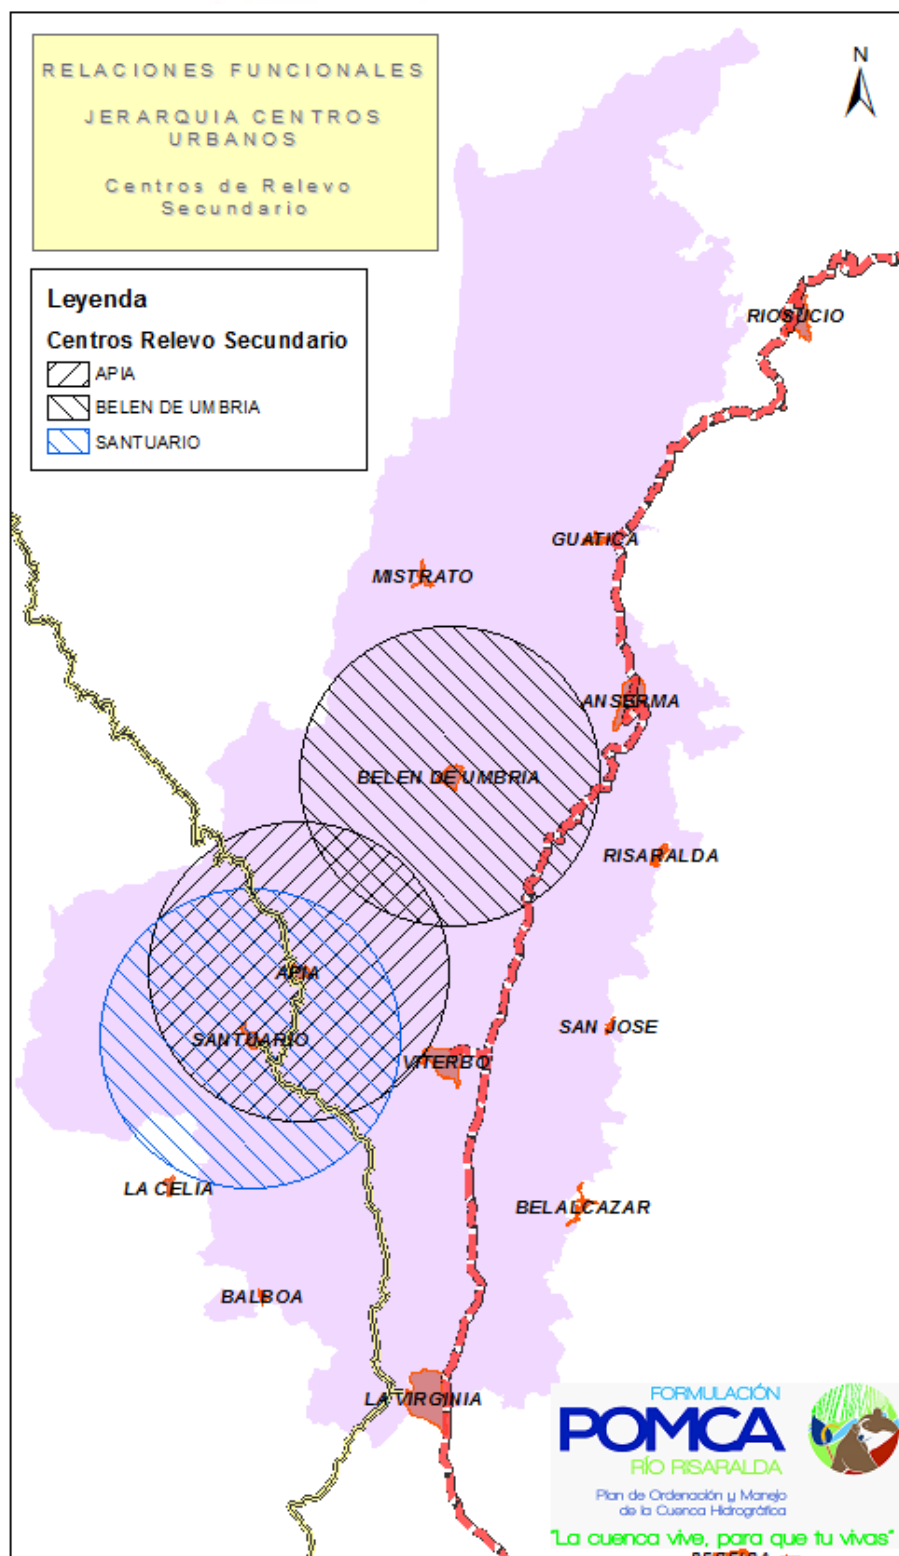 RELACIONES FUNCIONALES
JERARQUIA CENTROS
URBANOS
Centros de Relevo
Secundario
N
Leyenda
Centros Relevo Secundario
APIA
BELEN DE UMBRIA
SANTUARIO
RIOSUCIO
GUATICA
MISTRATO
ANSERMA
BELEN DE UMBRIA
RISARALDA
APIA
SAN JOSE
SANTUARIO
VITERBO
LA CELIA
BELALCAZAR
BALBOA
LA VIRGINIA
FORMULACIÓN
POMCA
RÍO RISARALDA
Plan de Ordenación y Manejo
de la Cuenca Hidrográfica
"La cuenca vive, para que tu vivas"